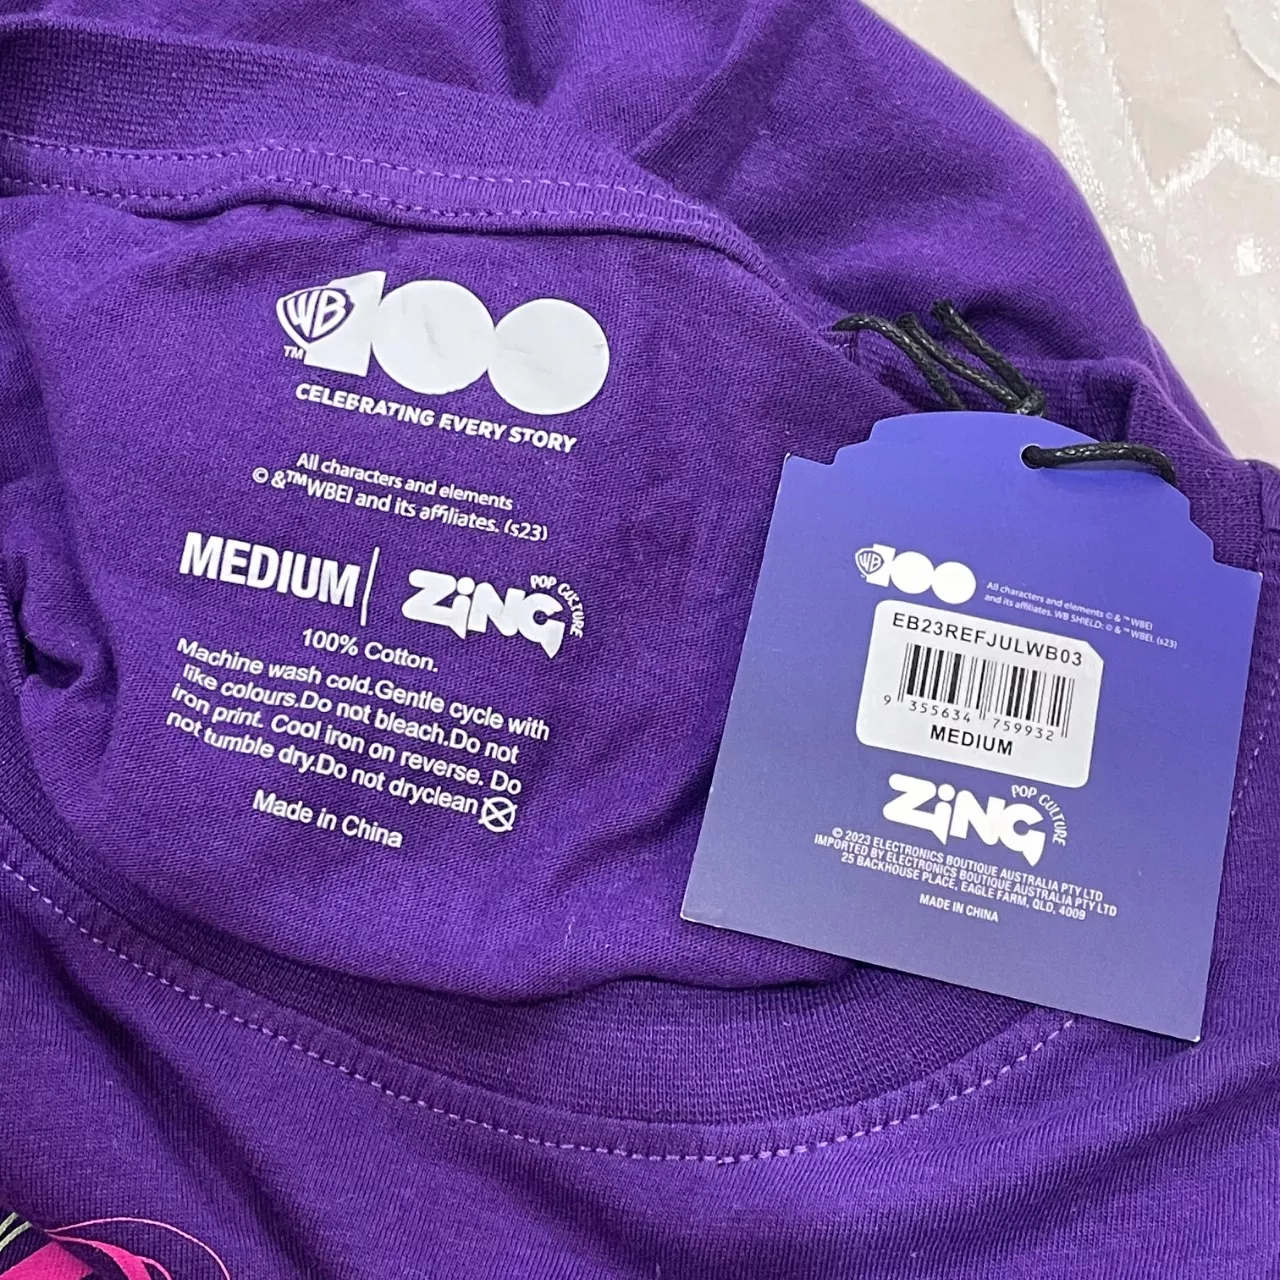 WB 100
TM
CELEBRATING EVERY STORY
All characters and elements
© &™WBEI and its affiliates. (s23)
MEDIUM | ZiNG POP CULTURE
100% Cotton.
Machine wash cold.Gentle cycle with
like colours.Do not bleach.Do not
iron print. Cool iron on reverse. Do
not tumble dry.Do not dryclean
Made in China
WB 100
All characters and elements © & ™ WBEI
and its affiliates. WB SHIELD: © & ™ WBEI. (s23)
EB23REFJULWB03
9 355634 759932
MEDIUM
ZiNG POP CULTURE
© 2023 ELECTRONICS BOUTIQUE AUSTRALIA PTY LTD
IMPORTED BY ELECTRONICS BOUTIQUE AUSTRALIA PTY LTD
25 BACKHOUSE PLACE, EAGLE FARM, QLD, 4009
MADE IN CHINA